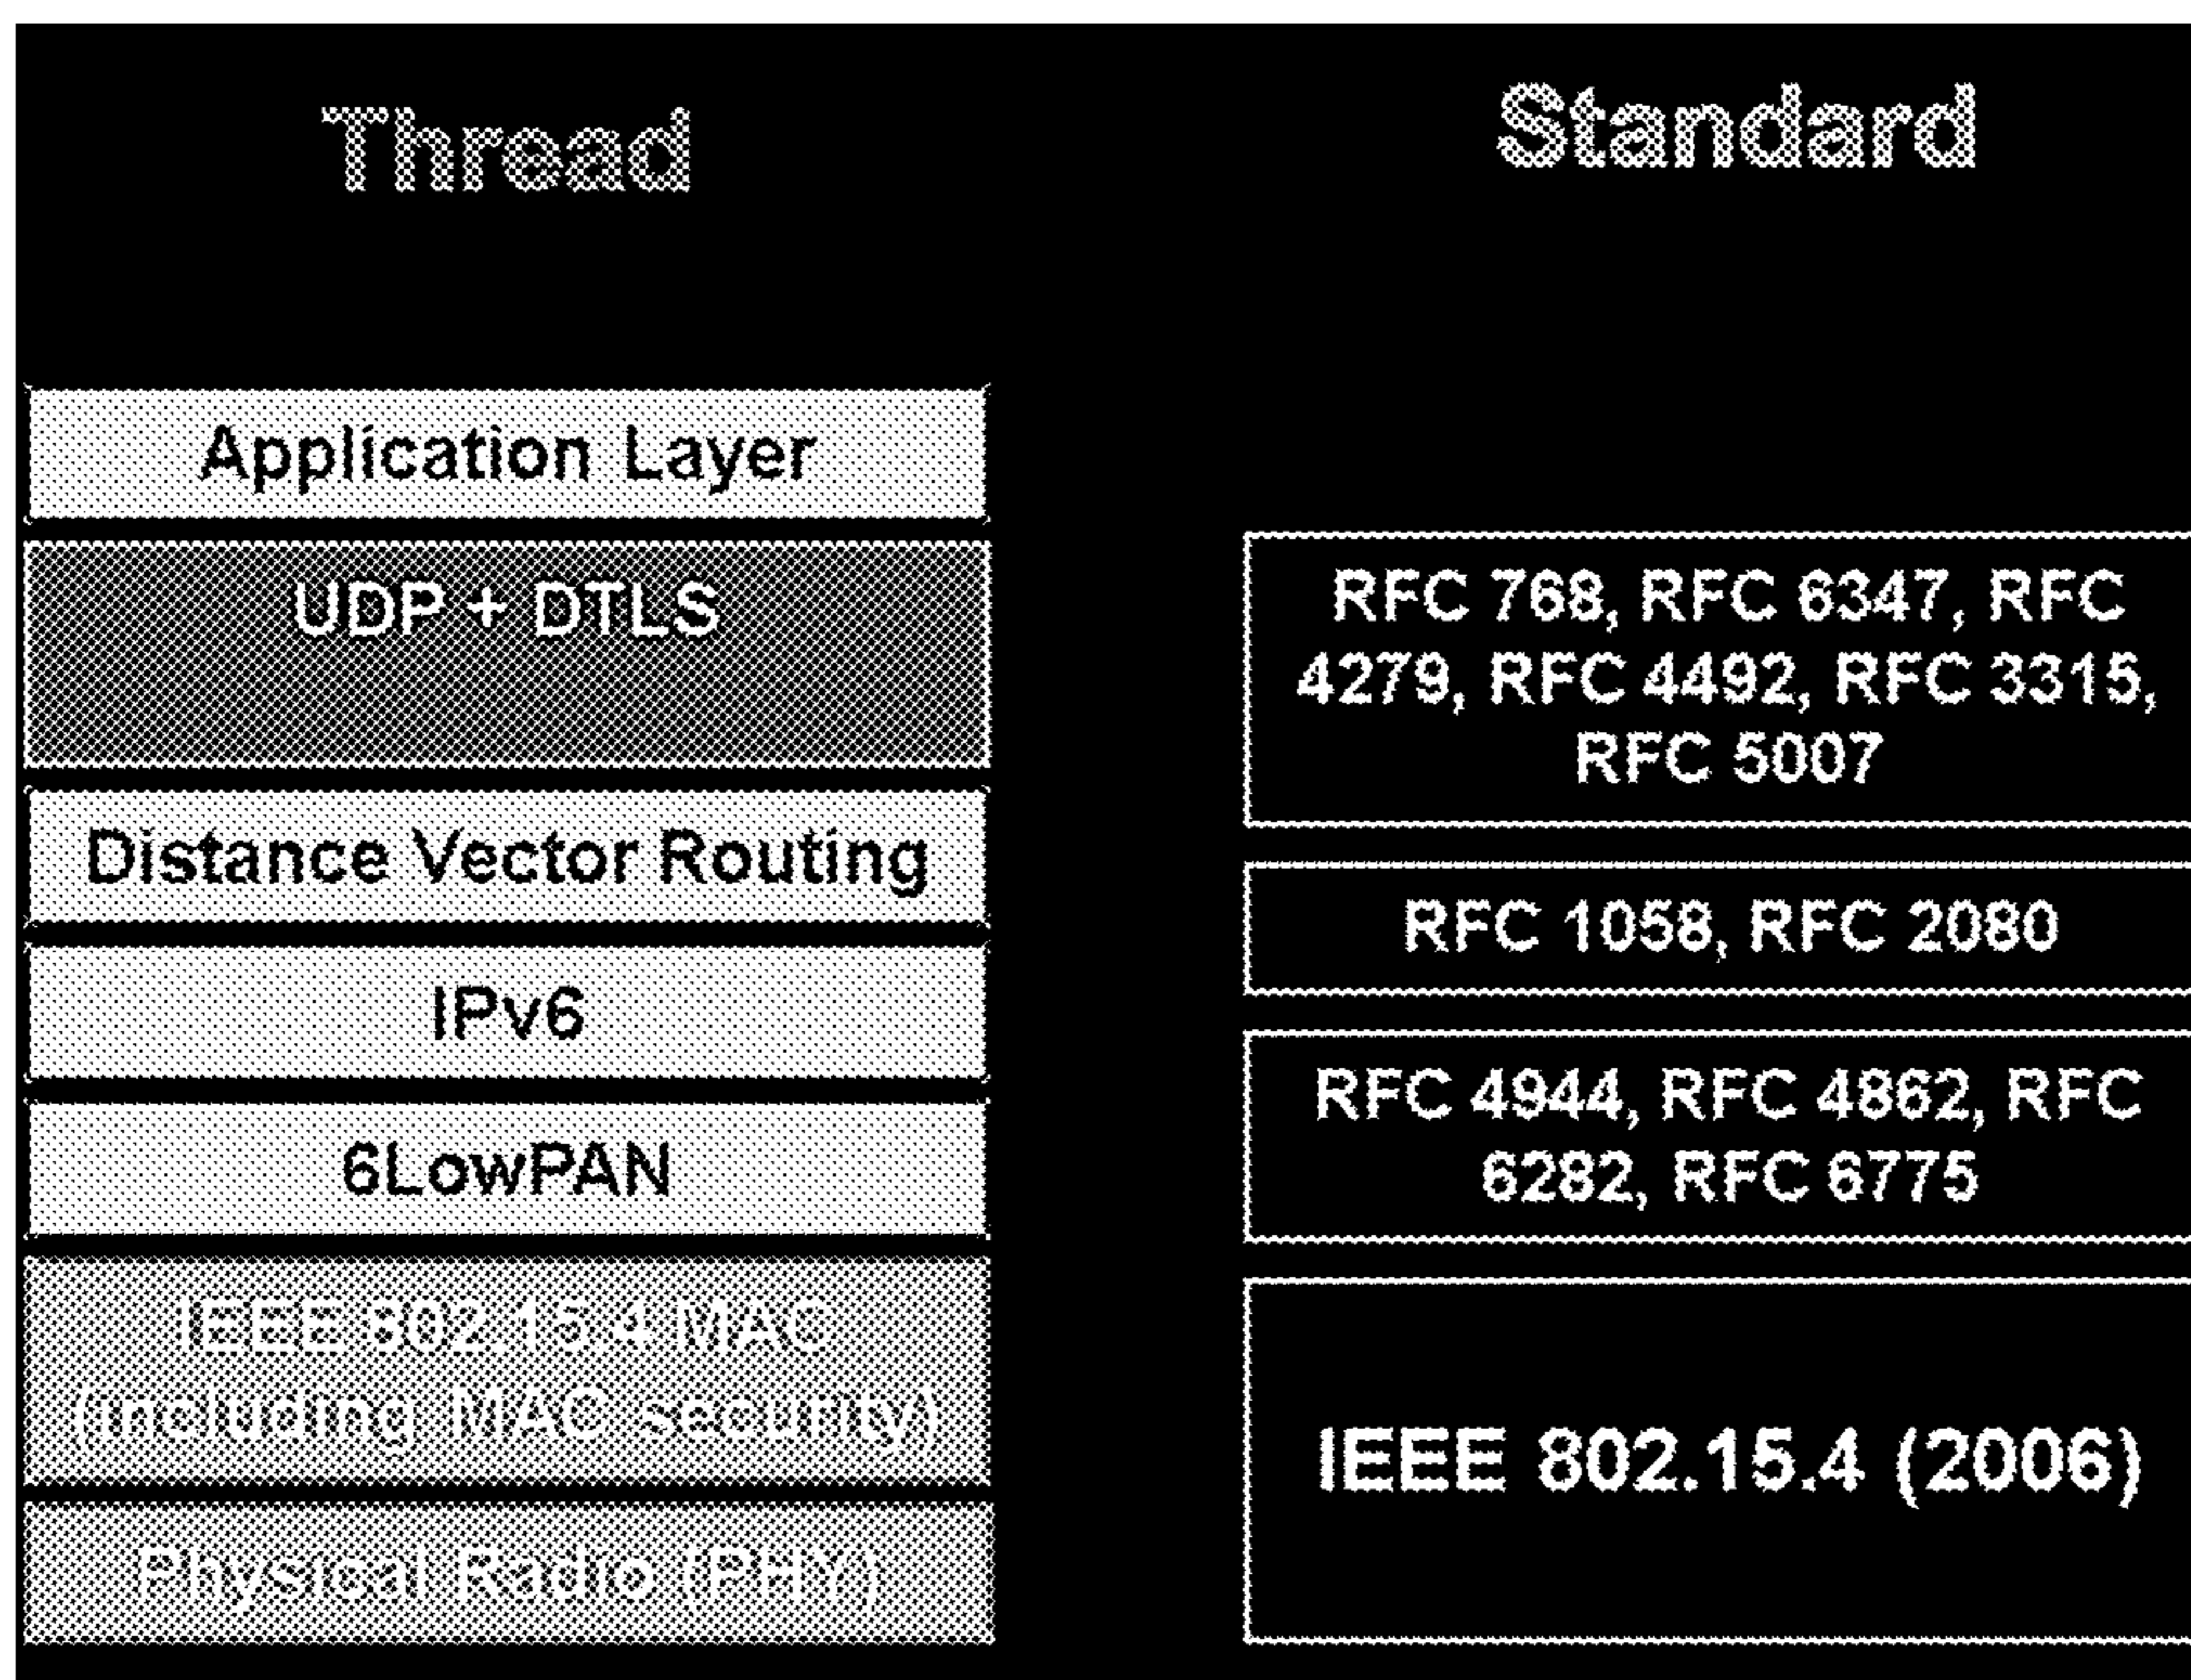 Thread
Standard
Application Layer
UDP + DTLS
RFC 768, RFC 6347, RFC
4279, RFC 4492, RFC 3315,
RFC 5007
Distance Vector Routing
RFC 1058, RFC 2080
IPv6
RFC 4944, RFC 4862, RFC
6282, RFC 6775
6LowPAN
IEEE 802.15.4 MAC
(including MAC security)
IEEE 802.15.4 (2006)
Physical Radio (PHY)